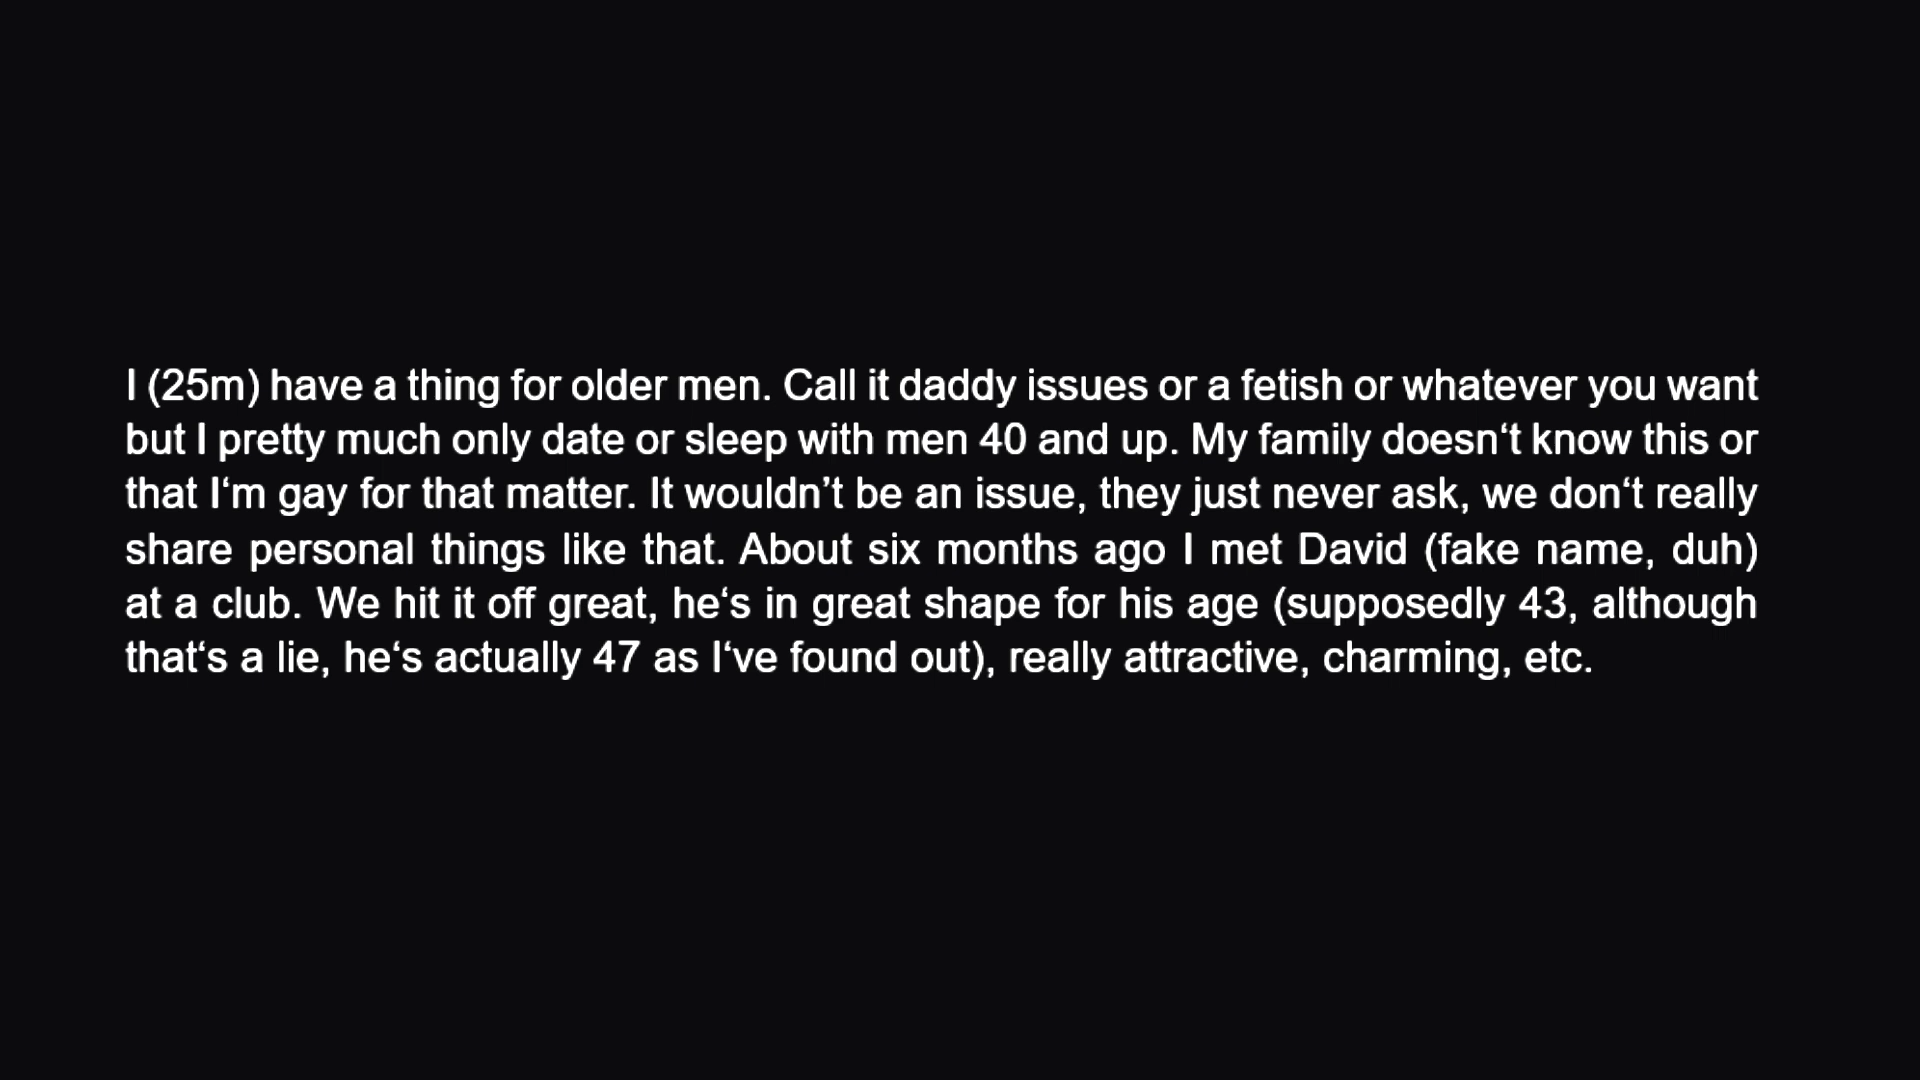 I (25m) have a thing for older men. Call it daddy issues or a fetish or whatever you want
but I pretty much only date or sleep with men 40 and up. My family doesn‘t know this or
that I‘m gay for that matter. It wouldn’t be an issue, they just never ask, we don‘t really
share personal things like that. About six months ago I met David (fake name, duh)
at a club. We hit it off great, he‘s in great shape for his age (supposedly 43, although
that‘s a lie, he‘s actually 47 as I‘ve found out), really attractive, charming, etc.